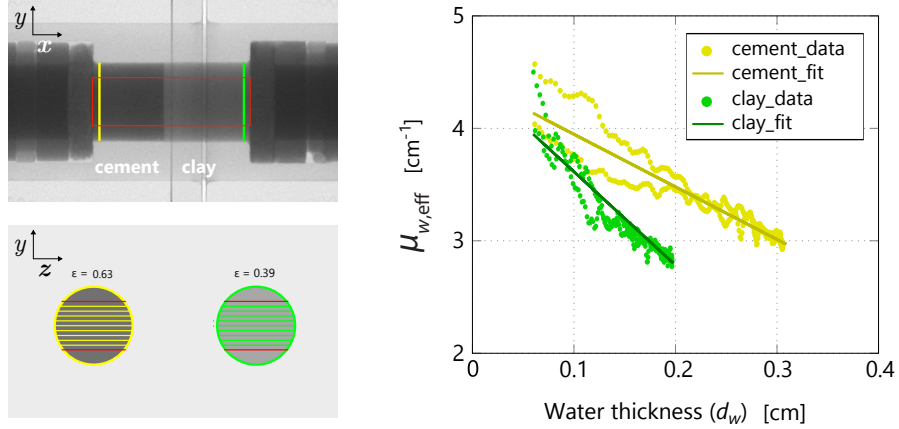 y
x
cement clay
y
z
ε = 0.63 ε = 0.39
5
4
3
2
0 0.1 0.2 0.3 0.4
μw,eff [cm-1]
Water thickness (dw) [cm]
cement_data
cement_fit
clay_data
clay_fit